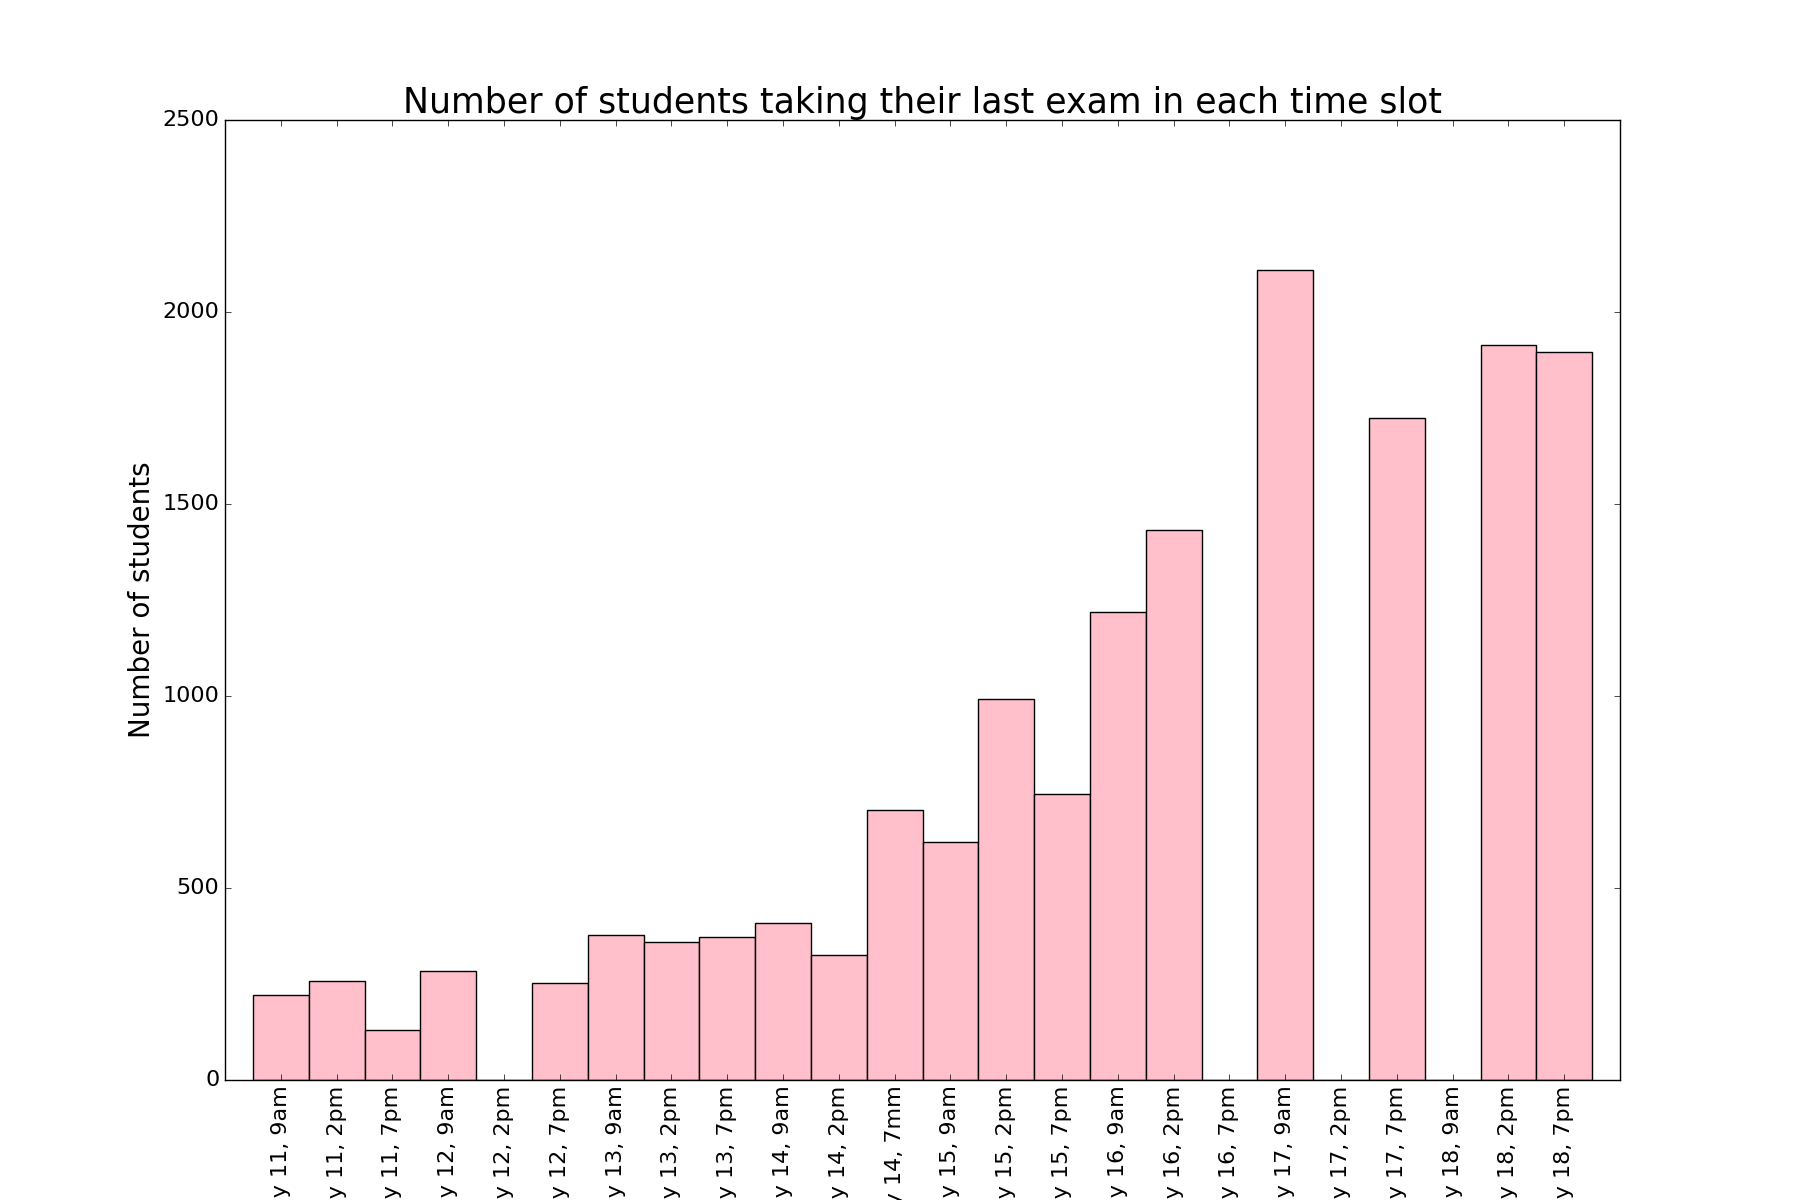 Number of students taking their last exam in each time slot
Number of students
2500
2000
1500
1000
500
0
y 11, 9am
y 11, 2pm
y 11, 7pm
y 12, 9am
y 12, 2pm
y 12, 7pm
y 13, 9am
y 13, 2pm
y 13, 7pm
y 14, 9am
y 14, 2pm
y 14, 7mm
y 15, 9am
y 15, 2pm
y 15, 7pm
y 16, 9am
y 16, 2pm
y 16, 7pm
y 17, 9am
y 17, 2pm
y 17, 7pm
y 18, 9am
y 18, 2pm
y 18, 7pm